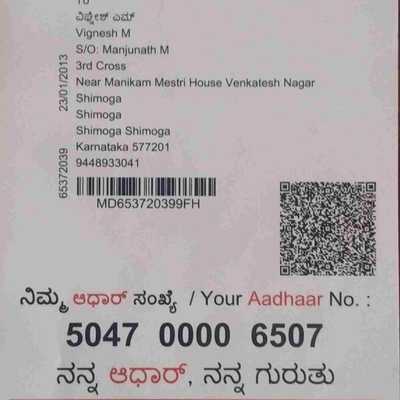 To
ವಿಘ್ನೇಶ್ ಎಮ್
Vignesh M
S/O: Manjunath M
3rd Cross
Near Manikam Mestri House Venkatesh Nagar
Shimoga
Shimoga
Shimoga Shimoga
Karnataka 577201
9448933041
23/01/2013
65372039
MD653720399FH
ನಿಮ್ಮ ಆಧಾರ್ ಸಂಖ್ಯೆ / Your Aadhaar No. :
5047 0000 6507
ನನ್ನ ಆಧಾರ್, ನನ್ನ ಗುರುತು